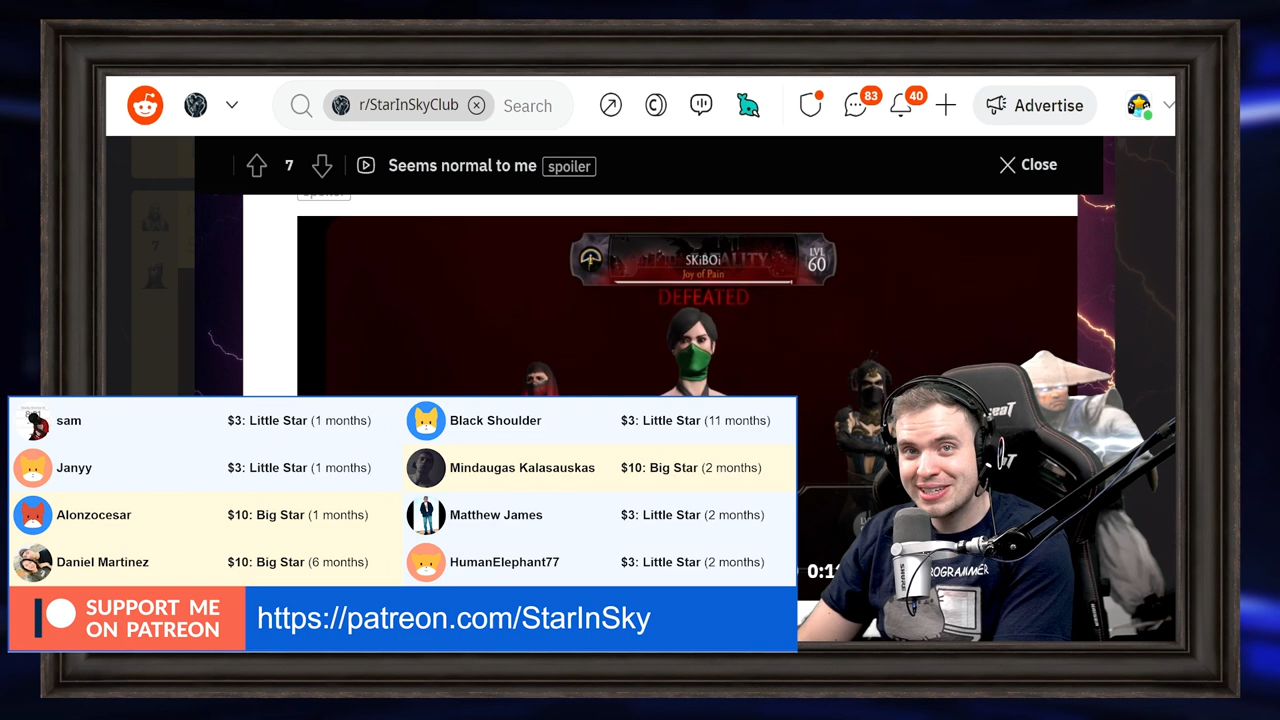 r/StarInSkyClub
Search
83
40
Advertise
7
Seems normal to me
spoiler
Close
SKiBOi
Joy of Pain
LVL
60
DEFEATED
sam
$3: Little Star (1 months)
Black Shoulder
$3: Little Star (11 months)
Janyy
$3: Little Star (1 months)
Mindaugas Kalasauskas
$10: Big Star (2 months)
Alonzocesar
$10: Big Star (1 months)
Matthew James
$3: Little Star (2 months)
Daniel Martinez
$10: Big Star (6 months)
HumanElephant77
$3: Little Star (2 months)
SUPPORT ME
ON PATREON
https://patreon.com/StarInSky
PROGRAMMER
SHURE
7